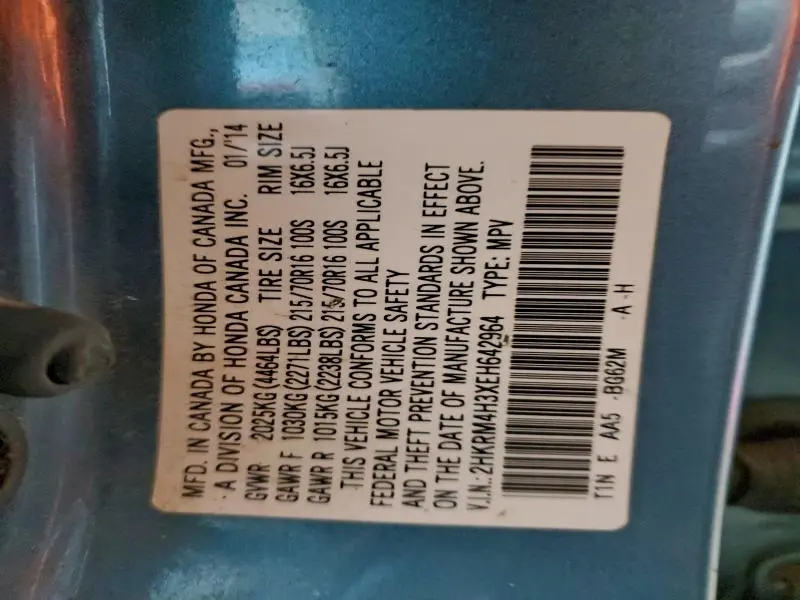 MFD. IN CANADA BY HONDA OF CANADA MFG.,
A DIVISION OF HONDA CANADA INC. 01/'14
GVWR 2025KG(4464LBS) TIRE SIZE RIM SIZE
GAWR F 1030KG(2271LBS) 215/70R16 100S 16X6.5J
GAWR R 1015KG(2238LBS) 215/70R16 100S 16X6.5J
THIS VEHICLE CONFORMS TO ALL APPLICABLE
FEDERAL MOTOR VEHICLE SAFETY
AND THEFT PREVENTION STANDARDS IN EFFECT
ON THE DATE OF MANUFACTURE SHOWN ABOVE.
V.I.N.:2HKRM4H3XEH642964 TYPE: MPV
T1N E AA5 -BG62M -A -H